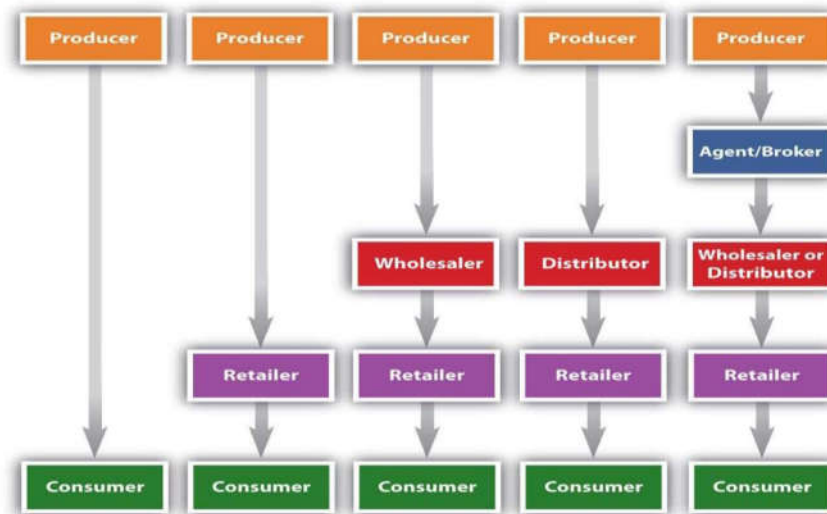 Producer Producer Producer Producer Producer
Agent/Broker
Wholesaler Distributor Wholesaler or
Distributor
Retailer Retailer Retailer Retailer
Consumer Consumer Consumer Consumer Consumer